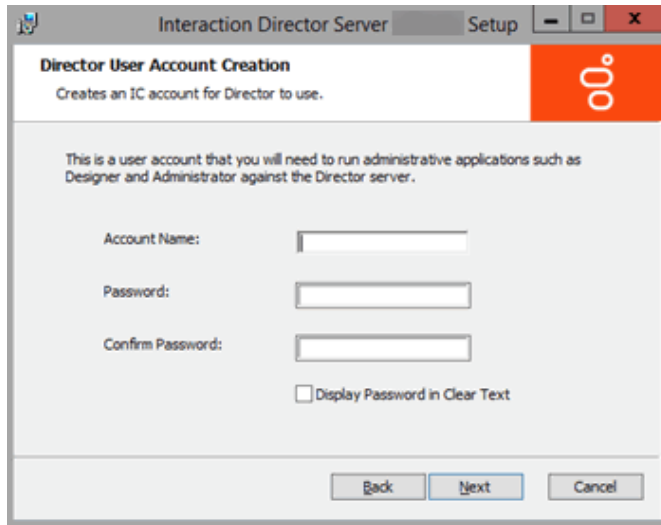 Interaction Director Server Setup
Director User Account Creation
Creates an IC account for Director to use.
This is a user account that you will need to run administrative applications such as
Designer and Administrator against the Director server.
Account Name:
Password:
Confirm Password:
Display Password in Clear Text
Back Next Cancel